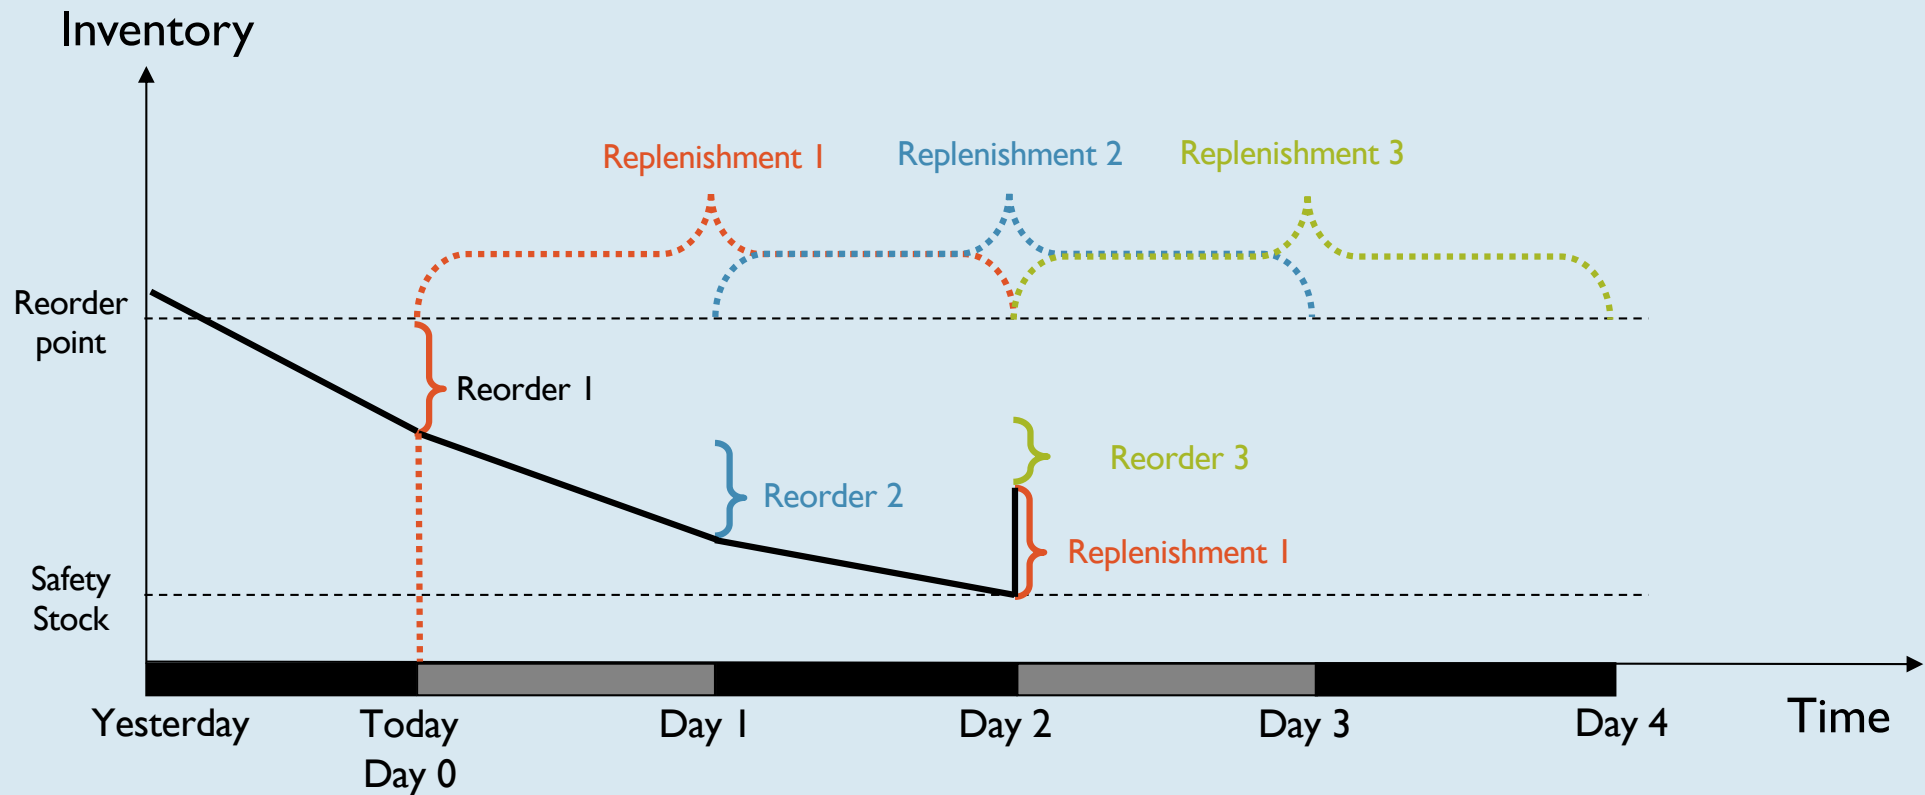 Inventory
Replenishment 1
Replenishment 2
Replenishment 3
Reorder
point
Reorder 1
Reorder 3
Reorder 2
Replenishment 1
Safety
Stock
Yesterday
Today
Day 0
Day 1
Day 2
Day 3
Day 4
Time